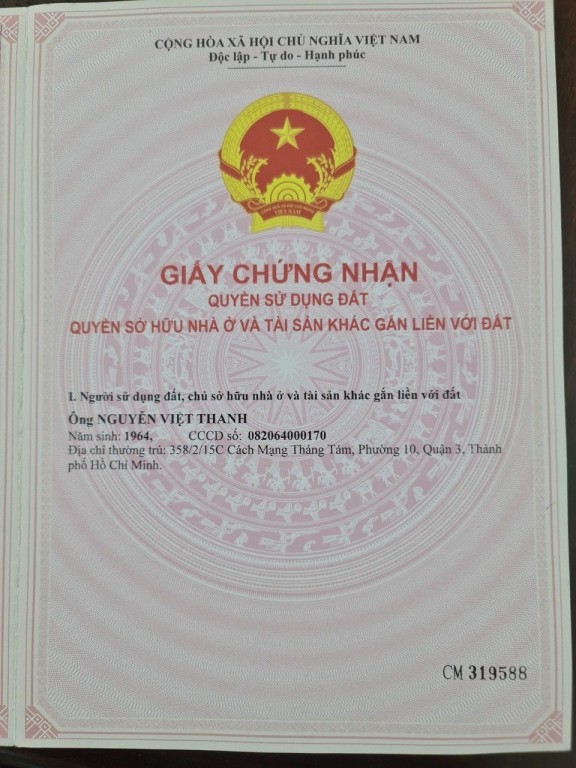 CỘNG HÒA XÃ HỘI CHỦ NGHĨA VIỆT NAM
Độc lập - Tự do - Hạnh phúc
VIỆT NAM
GIẤY CHỨNG NHẬN
QUYỀN SỬ DỤNG ĐẤT
QUYỀN SỞ HỮU NHÀ Ở VÀ TÀI SẢN KHÁC GẮN LIỀN VỚI ĐẤT
I. Người sử dụng đất, chủ sở hữu nhà ở và tài sản khác gắn liền với đất
Ông NGUYỄN VIỆT THANH
Năm sinh: 1964, CCCD số: 082064000170
Địa chỉ thường trú: 358/2/15C Cách Mạng Tháng Tám, Phường 10, Quận 3, Thành
phố Hồ Chí Minh.
CM 319588